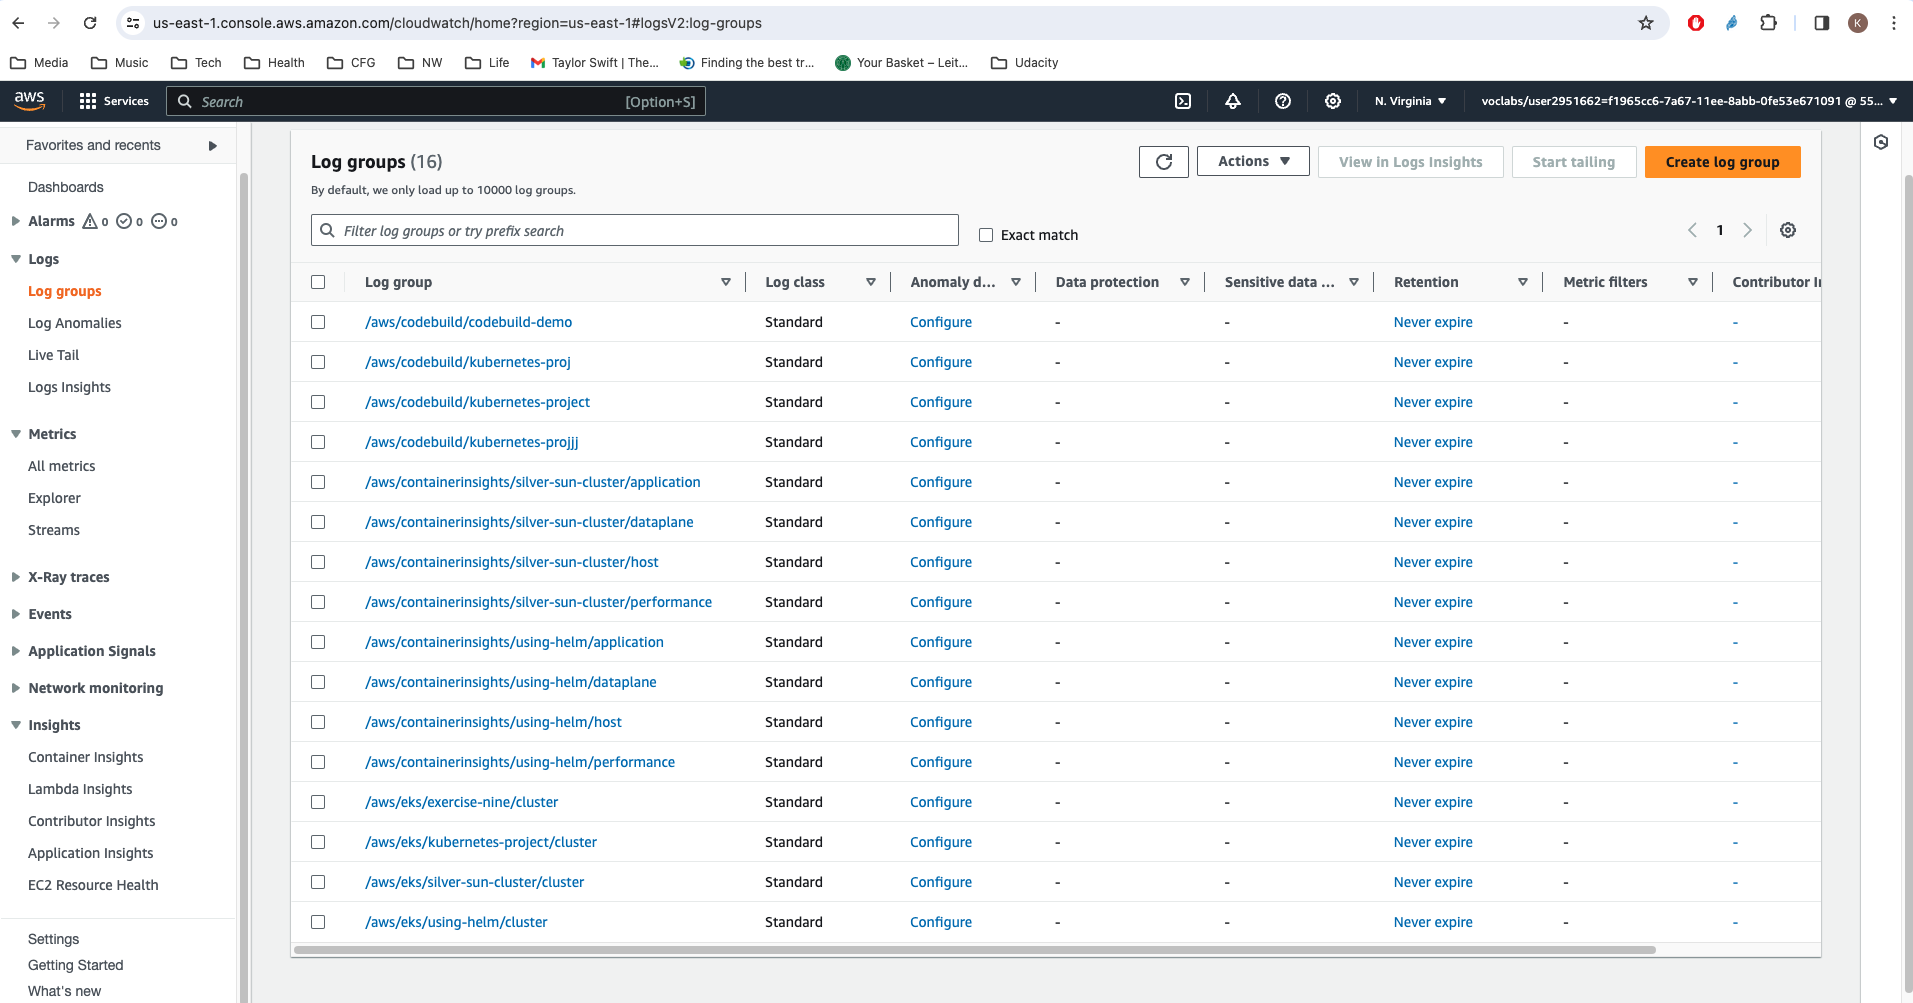 us-east-1.console.aws.amazon.com/cloudwatch/home?region=us-east-1#logsV2:log-groups
K
Media Music Tech Health CFG NW Life Taylor Swift | The... Finding the best tr... Your Basket – Leit... Udacity
aws Services Search [Option+S] N. Virginia voclabs/user2951662=f1965cc6-7a67-11ee-8abb-0fe53e671091 @ 55...
Favorites and recents
Dashboards
Alarms 0 0 0
Logs
Log groups
Log Anomalies
Live Tail
Logs Insights
Metrics
All metrics
Explorer
Streams
X-Ray traces
Events
Application Signals
Network monitoring
Insights
Container Insights
Lambda Insights
Contributor Insights
Application Insights
EC2 Resource Health
Settings
Getting Started
What's new
Log groups (16)
By default, we only load up to 10000 log groups.
Actions View in Logs Insights Start tailing Create log group
Filter log groups or try prefix search Exact match 1
Log group Log class Anomaly d... Data protection Sensitive data ... Retention Metric filters Contributor I
/aws/codebuild/codebuild-demo Standard Configure - - Never expire - -
/aws/codebuild/kubernetes-proj Standard Configure - - Never expire - -
/aws/codebuild/kubernetes-project Standard Configure - - Never expire - -
/aws/codebuild/kubernetes-projjj Standard Configure - - Never expire - -
/aws/containerinsights/silver-sun-cluster/application Standard Configure - - Never expire - -
/aws/containerinsights/silver-sun-cluster/dataplane Standard Configure - - Never expire - -
/aws/containerinsights/silver-sun-cluster/host Standard Configure - - Never expire - -
/aws/containerinsights/silver-sun-cluster/performance Standard Configure - - Never expire - -
/aws/containerinsights/using-helm/application Standard Configure - - Never expire - -
/aws/containerinsights/using-helm/dataplane Standard Configure - - Never expire - -
/aws/containerinsights/using-helm/host Standard Configure - - Never expire - -
/aws/containerinsights/using-helm/performance Standard Configure - - Never expire - -
/aws/eks/exercise-nine/cluster Standard Configure - - Never expire - -
/aws/eks/kubernetes-project/cluster Standard Configure - - Never expire - -
/aws/eks/silver-sun-cluster/cluster Standard Configure - - Never expire - -
/aws/eks/using-helm/cluster Standard Configure - - Never expire - -